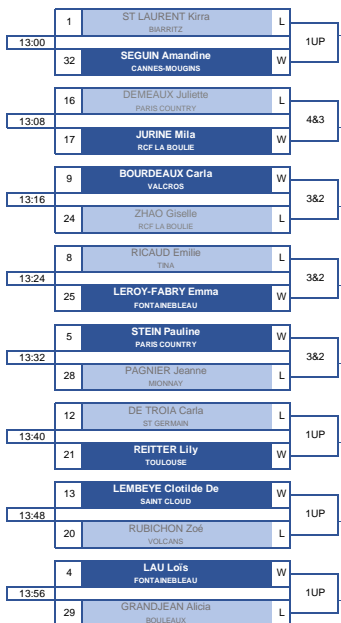 1 ST LAURENT Kirra L
BIARRITZ
13:00 1UP
32 SEGUIN Amandine W
CANNES-MOUGINS
16 DEMEAUX Juliette L
PARIS COUNTRY
13:08 4&3
17 JURINE Mila W
RCF LA BOULIE
9 BOURDEAUX Carla W
VALCROS
13:16 3&2
24 ZHAO Giselle L
RCF LA BOULIE
8 RICAUD Emilie L
TINA
13:24 3&2
25 LEROY-FABRY Emma W
FONTAINEBLEAU
5 STEIN Pauline W
PARIS COUNTRY
13:32 3&2
28 PAGNIER Jeanne L
MIONNAY
12 DE TROIA Carla L
ST GERMAIN
13:40 1UP
21 REITTER Lily W
TOULOUSE
13 LEMBEYE Clotilde De W
SAINT CLOUD
13:48 1UP
20 RUBICHON Zoé L
VOLCANS
4 LAU Loïs W
FONTAINEBLEAU
13:56 1UP
29 GRANDJEAN Alicia L
BOULEAUX